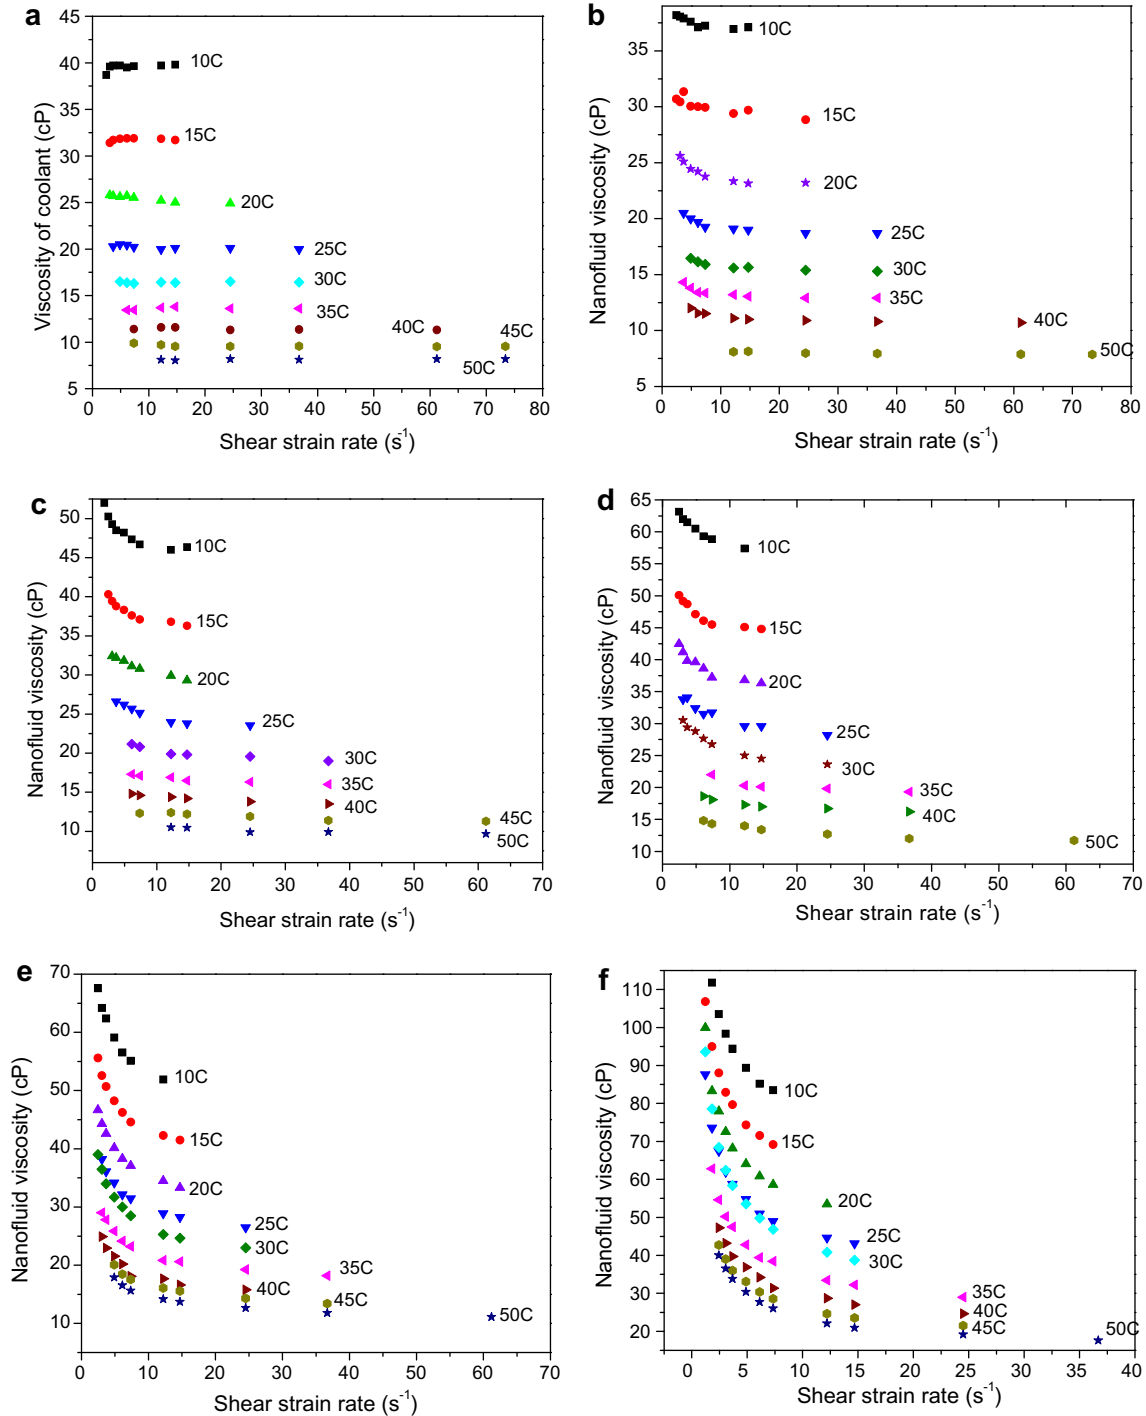 a
Viscosity of coolant (cP)
45
40
35
30
25
20
15
10
5
10C
15C
20C
25C
30C
35C
40C
45C
50C
0 10 20 30 40 50 60 70 80
Shear strain rate (s⁻¹)
b
Nanofluid viscosity (cP)
35
30
25
20
15
10
5
10C
15C
20C
25C
30C
35C
40C
50C
0 10 20 30 40 50 60 70 80
Shear strain rate (s⁻¹)
c
Nanofluid viscosity (cP)
50
45
40
35
30
25
20
15
10
10C
15C
20C
25C
30C
35C
40C
45C
50C
0 10 20 30 40 50 60 70
Shear strain rate (s⁻¹)
d
Nanofluid viscosity (cP)
65
60
55
50
45
40
35
30
25
20
15
10
10C
15C
20C
25C
30C
35C
40C
50C
0 10 20 30 40 50 60 70
Shear strain rate (s⁻¹)
e
Nanofluid viscosity (cP)
70
60
50
40
30
20
10
10C
15C
20C
25C
30C
35C
40C
45C
50C
0 10 20 30 40 50 60 70
Shear strain rate (s⁻¹)
f
Nanofluid viscosity (cP)
110
100
90
80
70
60
50
40
30
20
10C
15C
20C
25C
30C
35C
40C
45C
50C
0 5 10 15 20 25 30 35 40
Shear strain rate (s⁻¹)